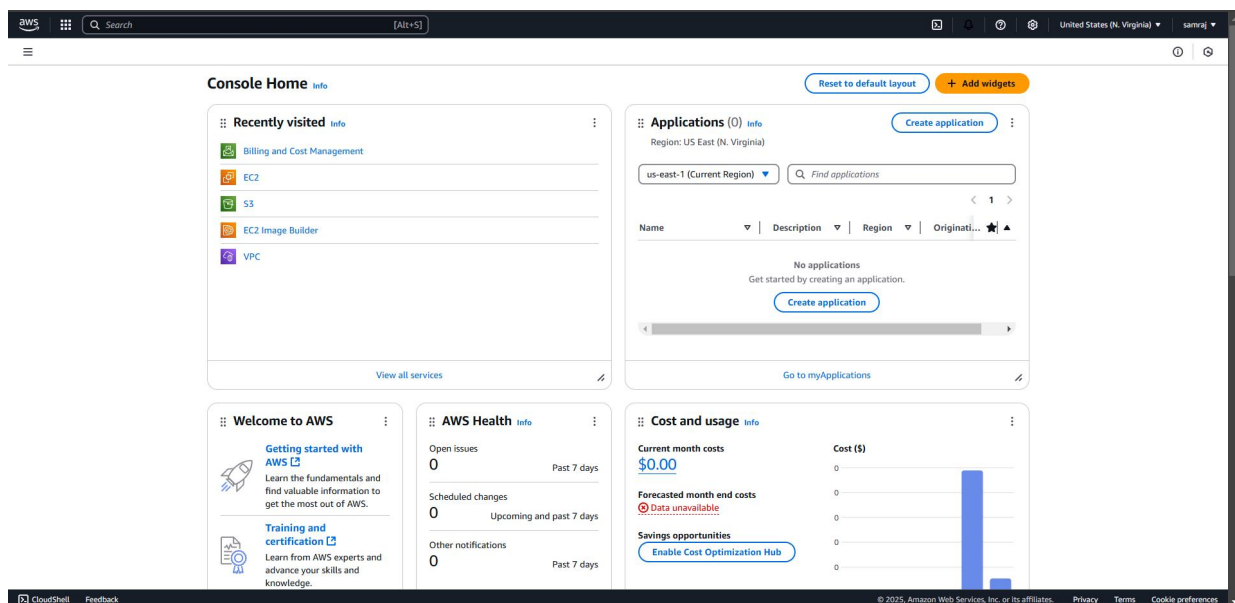 aws
Search [Alt+S]
United States (N. Virginia) ▼ samraj ▼
Console Home Info
Reset to default layout
+ Add widgets
Recently visited Info
Billing and Cost Management
EC2
S3
EC2 Image Builder
VPC
View all services
Applications (0) Info
Create application
Region: US East (N. Virginia)
us-east-1 (Current Region) ▼
Find applications
< 1 >
Name Description Region Originati...
No applications
Get started by creating an application.
Create application
Go to myApplications
Welcome to AWS
Getting started with
AWS
Learn the fundamentals and
find valuable information to
get the most out of AWS.
Training and
certification
Learn from AWS experts and
advance your skills and
knowledge.
AWS Health Info
Open issues
0 Past 7 days
Scheduled changes
0 Upcoming and past 7 days
Other notifications
0 Past 7 days
Cost and usage Info
Current month costs
$0.00
Forecasted month end costs
Data unavailable
Savings opportunities
Enable Cost Optimization Hub
Cost ($)
0
0
0
0
0
CloudShell Feedback
© 2025, Amazon Web Services, Inc. or its affiliates. Privacy Terms Cookie preferences